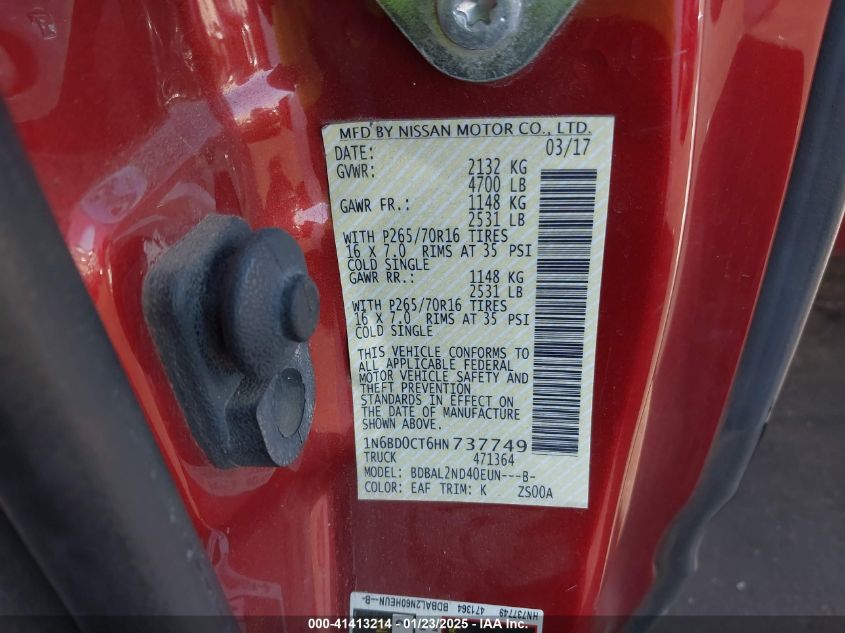 MFD BY NISSAN MOTOR CO., LTD.
DATE: 03/17
GVWR: 2132 KG
4700 LB
GAWR FR.: 1148 KG
2531 LB
WITH P265/70R16 TIRES
16 X 7.0 RIMS AT 35 PSI
COLD SINGLE
GAWR RR.: 1148 KG
2531 LB
WITH P265/70R16 TIRES
16 X 7.0 RIMS AT 35 PSI
COLD SINGLE
THIS VEHICLE CONFORMS TO
ALL APPLICABLE FEDERAL
MOTOR VEHICLE SAFETY AND
THEFT PREVENTION
STANDARDS IN EFFECT ON
THE DATE OF MANUFACTURE
SHOWN ABOVE.
1N6BD0CT6HN737749
TRUCK 471364
MODEL: BDBAL2ND40EUN---B-
COLOR: EAF TRIM: K ZS00A
HN737749 471364 BDBAL2N60HEUN--B-
000-41413214 - 01/23/2025 - IAA Inc.